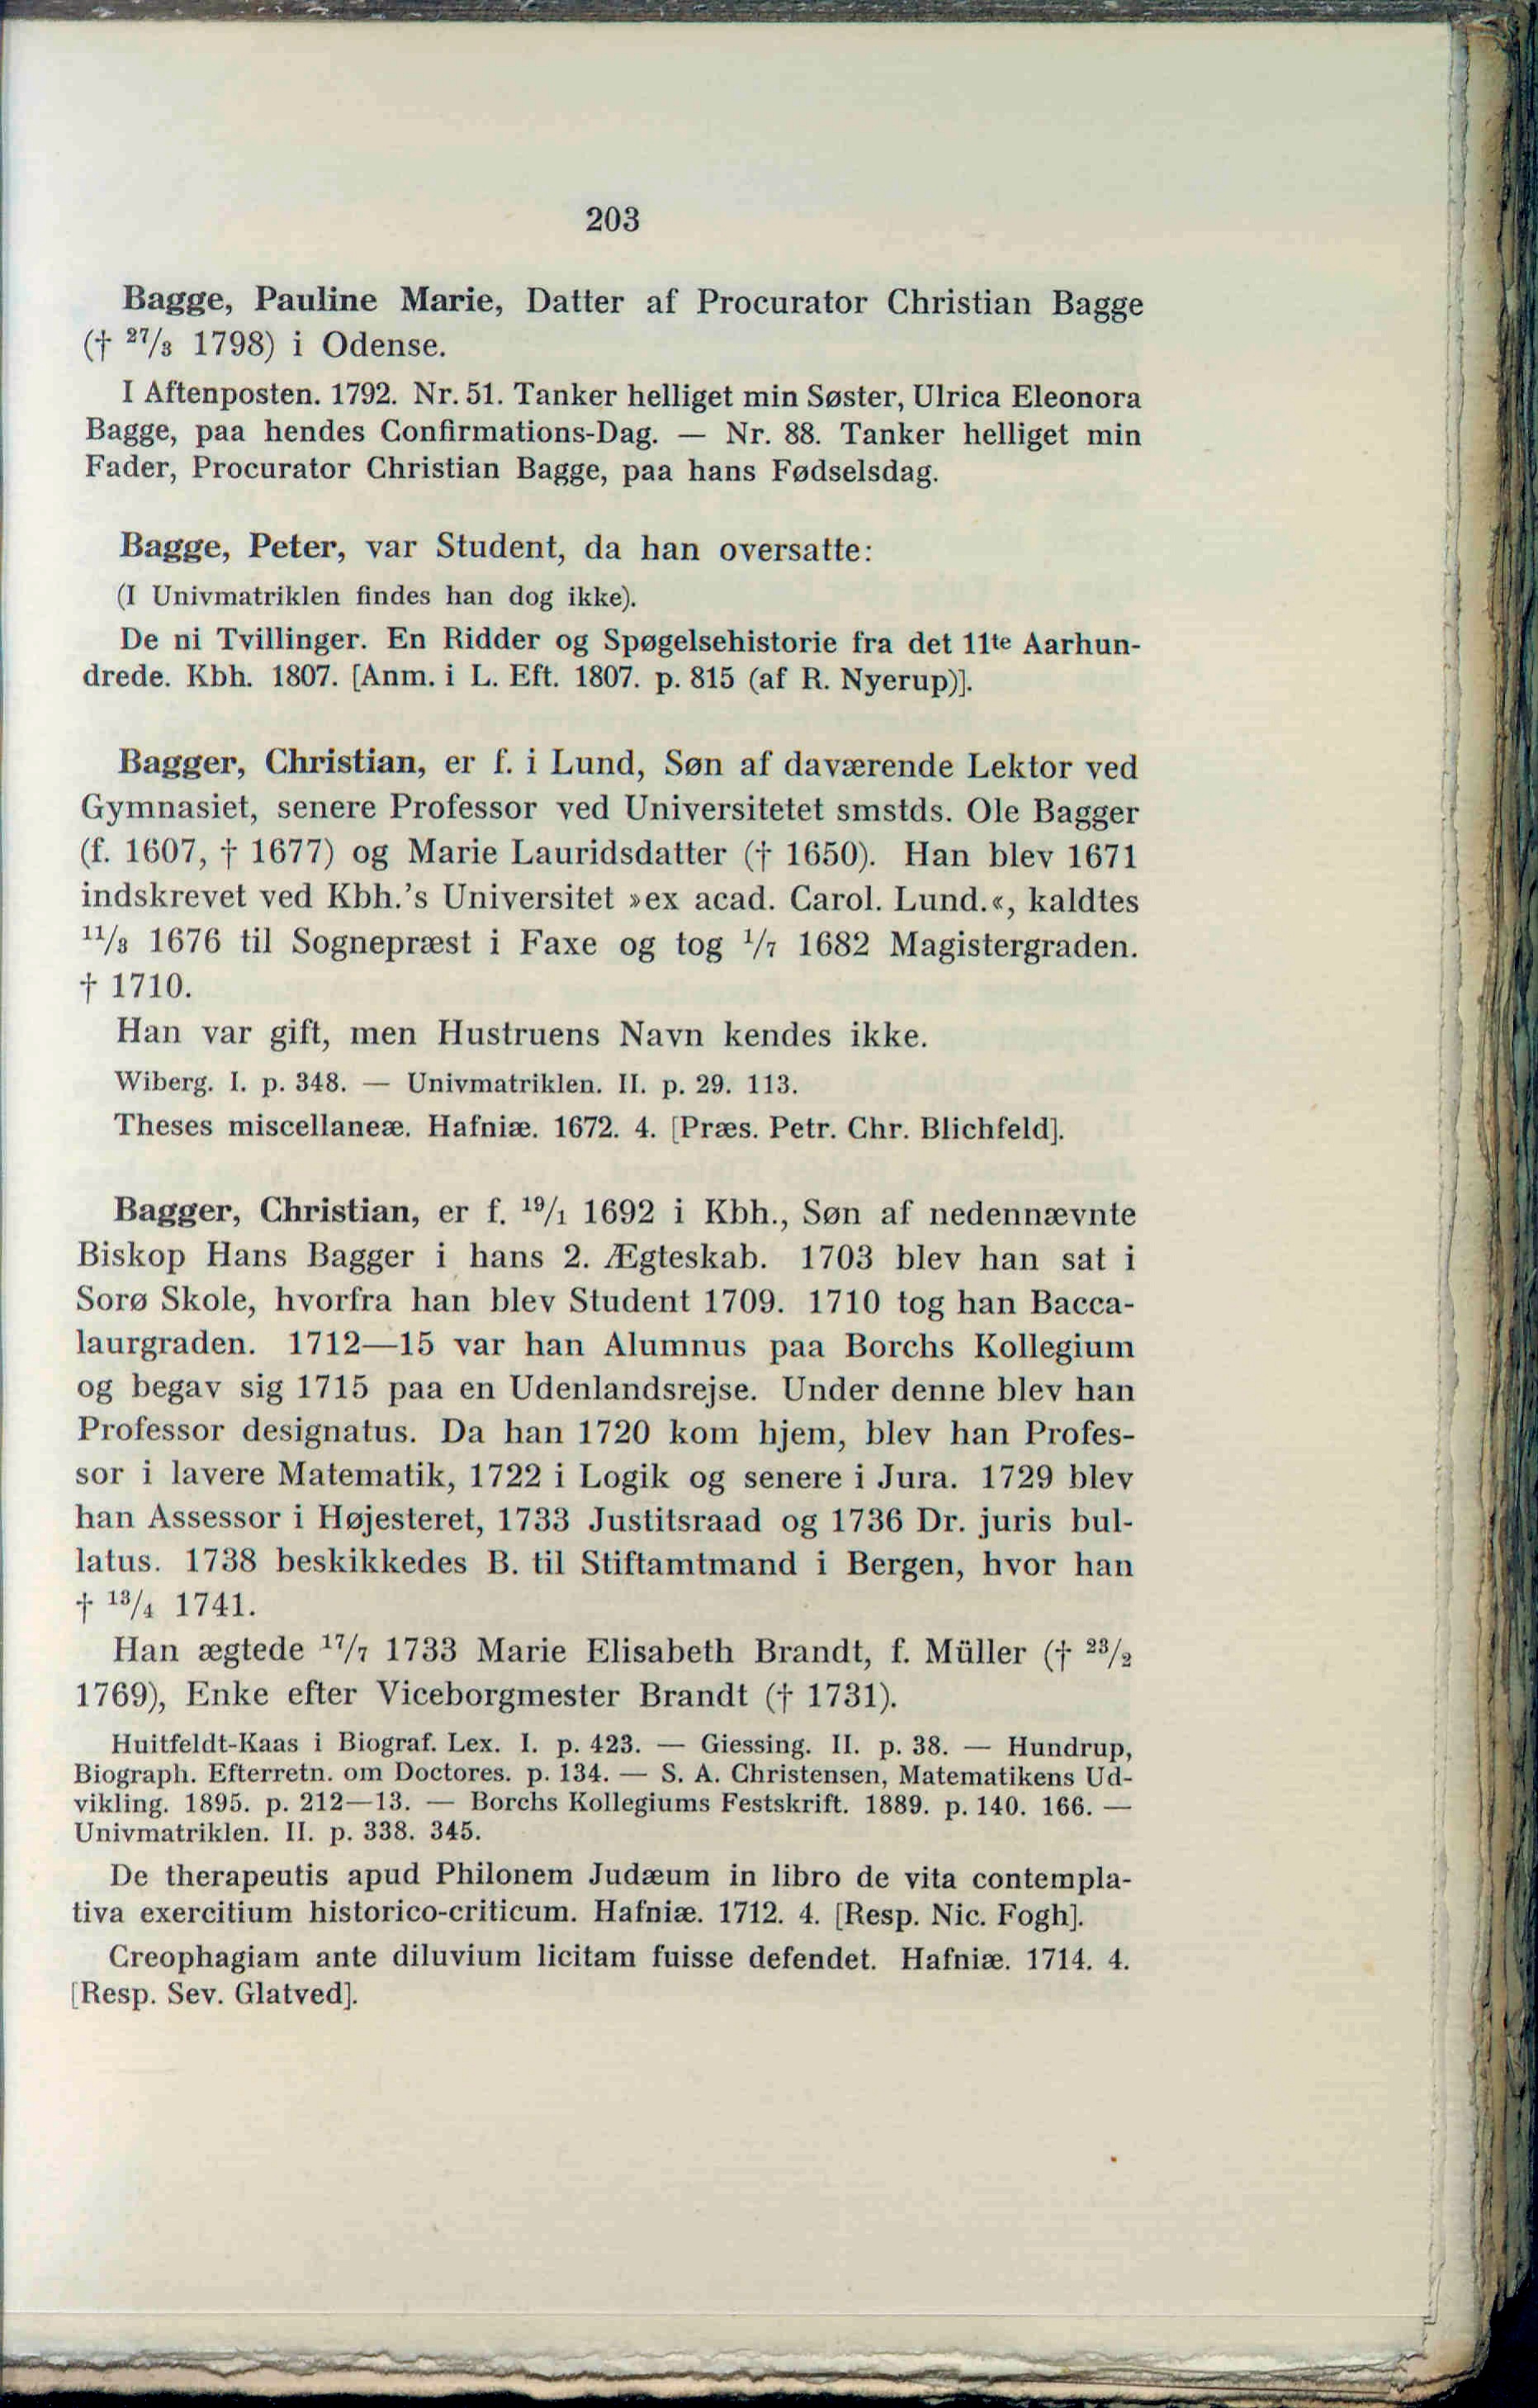 203
Bagge, Pauline Marie, Datter af Procurator Christian Bagge
(† 27/3 1798) i Odense.
I Aftenposten. 1792. Nr. 51. Tanker helliget min Søster, Ulrica Eleonora
Bagge, paa hendes Confirmations-Dag. — Nr. 88. Tanker helliget min
Fader, Procurator Christian Bagge, paa hans Fødselsdag.
Bagge, Peter, var Student, da han oversatte:
(I Univmatriklen findes han dog ikke).
De ni Tvillinger. En Ridder og Spøgelsehistorie fra det 11te Aarhun-
drede. Kbh. 1807. [Anm. i L. Eft. 1807. p. 815 (af R. Nyerup)].
Bagger, Christian, er f. i Lund, Søn af daværende Lektor ved
Gymnasiet, senere Professor ved Universitetet smstds. Ole Bagger
(f. 1607, † 1677) og Marie Lauridsdatter († 1650). Han blev 1671
indskrevet ved Kbh.'s Universitet »ex acad. Carol. Lund.«, kaldtes
11/3 1676 til Sognepræst i Faxe og tog 1/7 1682 Magistergraden.
† 1710.
Han var gift, men Hustruens Navn kendes ikke.
Wiberg. I. p. 348. — Univmatriklen. II. p. 29. 113.
Theses miscellaneæ. Hafniæ. 1672. 4. [Præs. Petr. Chr. Blichfeld].
Bagger, Christian, er f. 19/1 1692 i Kbh., Søn af nedennævnte
Biskop Hans Bagger i hans 2. Ægteskab. 1703 blev han sat i
Sorø Skole, hvorfra han blev Student 1709. 1710 tog han Bacca-
laurgraden. 1712—15 var han Alumnus paa Borchs Kollegium
og begav sig 1715 paa en Udenlandsrejse. Under denne blev han
Professor designatus. Da han 1720 kom hjem, blev han Profes-
sor i lavere Matematik, 1722 i Logik og senere i Jura. 1729 blev
han Assessor i Højesteret, 1733 Justitsraad og 1736 Dr. juris bul-
latus. 1738 beskikkedes B. til Stiftamtmand i Bergen, hvor han
† 13/4 1741.
Han ægtede 17/7 1733 Marie Elisabeth Brandt, f. Müller († 23/2
1769), Enke efter Viceborgmester Brandt († 1731).
Huitfeldt-Kaas i Biograf. Lex. I. p. 423. — Giessing. II. p. 38. — Hundrup,
Biograph. Efterretn. om Doctores. p. 134. — S. A. Christensen, Matematikens Ud-
vikling. 1895. p. 212—13. — Borchs Kollegiums Festskrift. 1889. p. 140. 166. —
Univmatriklen. II. p. 338. 345.
De therapeutis apud Philonem Judæum in libro de vita contempla-
tiva exercitium historico-criticum. Hafniæ. 1712. 4. [Resp. Nic. Fogh].
Creophagiam ante diluvium licitam fuisse defendet. Hafniæ. 1714. 4.
[Resp. Sev. Glatved].